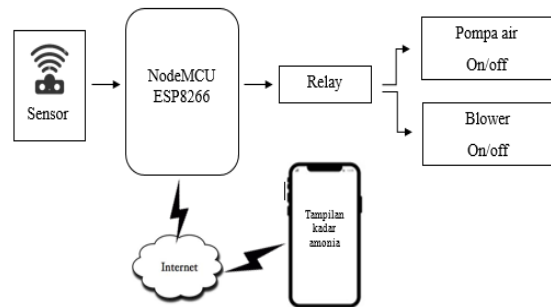 Sensor
NodeMCU
ESP8266
Relay
Pompa air
On/off
Blower
On/off
Internet
Tampilan
kadar
amonia